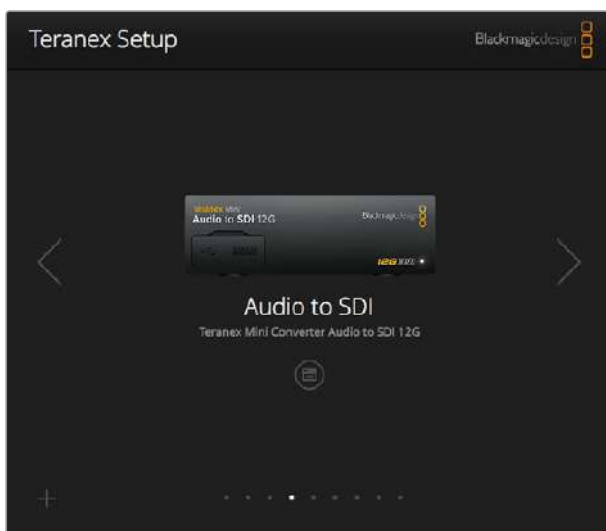 Teranex Setup
Blackmagicdesign
Teranex Mini
Audio to SDI 12G
Blackmagicdesign
Audio to SDI
Teranex Mini Converter Audio to SDI 12G